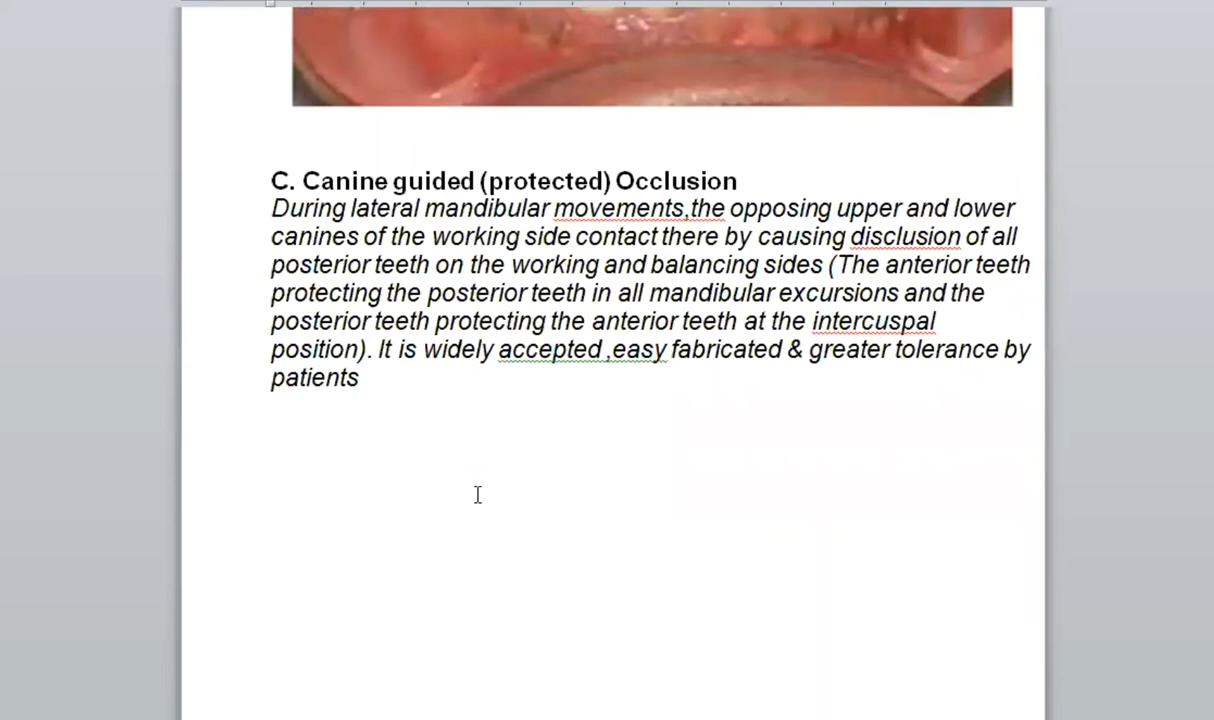 C. Canine guided (protected) Occlusion
During lateral mandibular movements,the opposing upper and lower
canines of the working side contact there by causing disclusion of all
posterior teeth on the working and balancing sides (The anterior teeth
protecting the posterior teeth in all mandibular excursions and the
posterior teeth protecting the anterior teeth at the intercuspal
position). It is widely accepted ,easy fabricated & greater tolerance by
patients